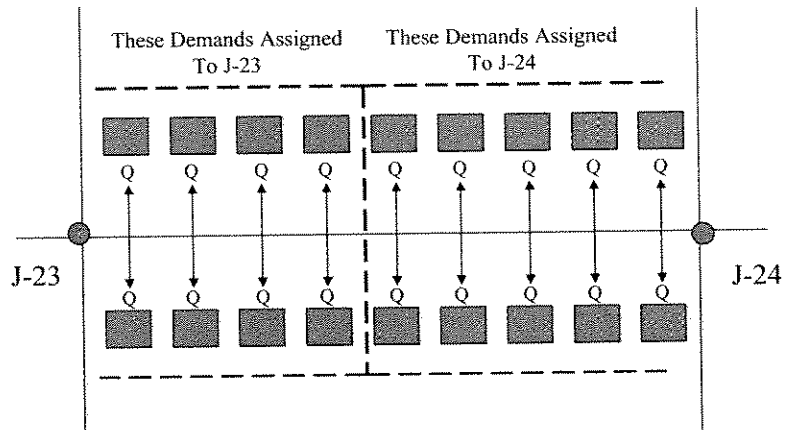 These Demands Assigned
To J-23
These Demands Assigned
To J-24
Q Q Q Q Q Q Q Q Q
J-23
J-24
Q Q Q Q Q Q Q Q Q